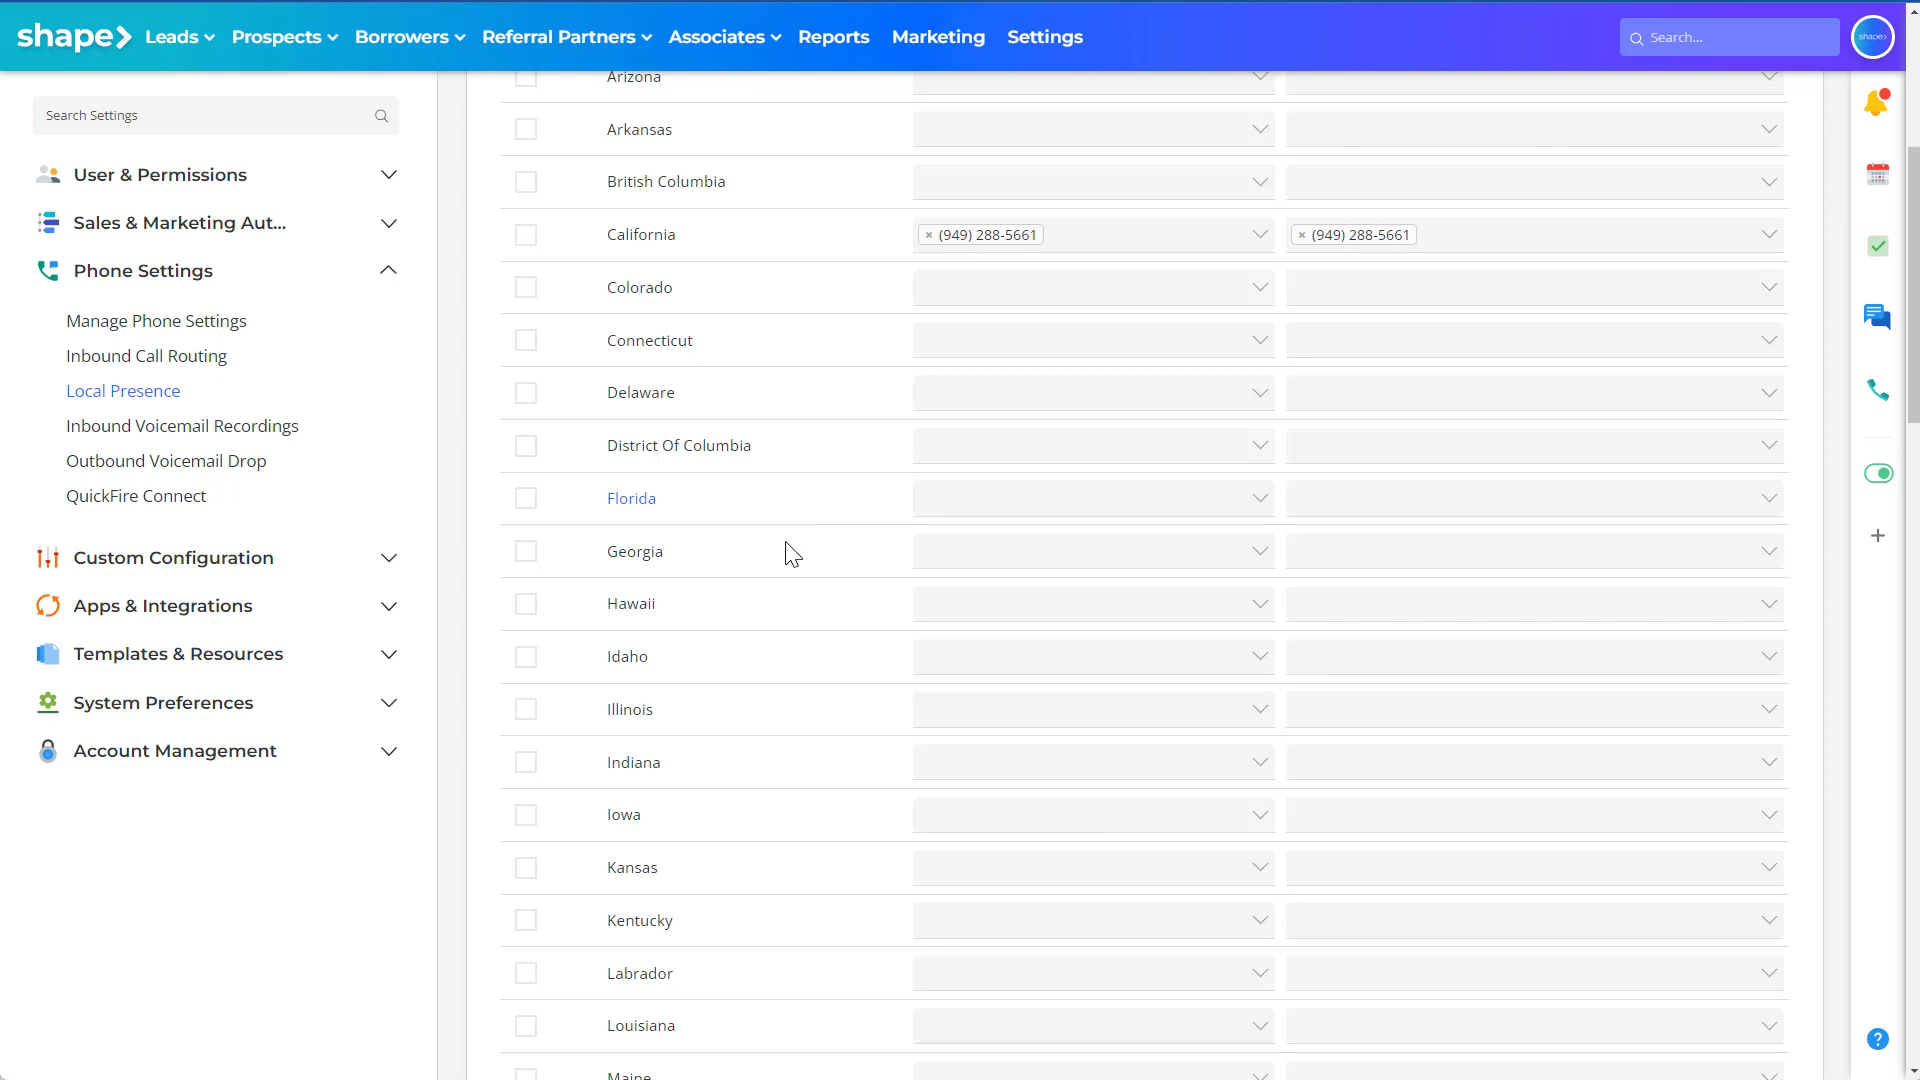 shape Leads Prospects Borrowers Referral Partners Associates Reports Marketing Settings Search... shape
Search Settings
User & Permissions
Sales & Marketing Aut...
Phone Settings
Manage Phone Settings
Inbound Call Routing
Local Presence
Inbound Voicemail Recordings
Outbound Voicemail Drop
QuickFire Connect
Custom Configuration
Apps & Integrations
Templates & Resources
System Preferences
Account Management
Arizona
Arkansas
British Columbia
California × (949) 288-5661 × (949) 288-5661
Colorado
Connecticut
Delaware
District Of Columbia
Florida
Georgia
Hawaii
Idaho
Illinois
Indiana
Iowa
Kansas
Kentucky
Labrador
Louisiana
Maine
?